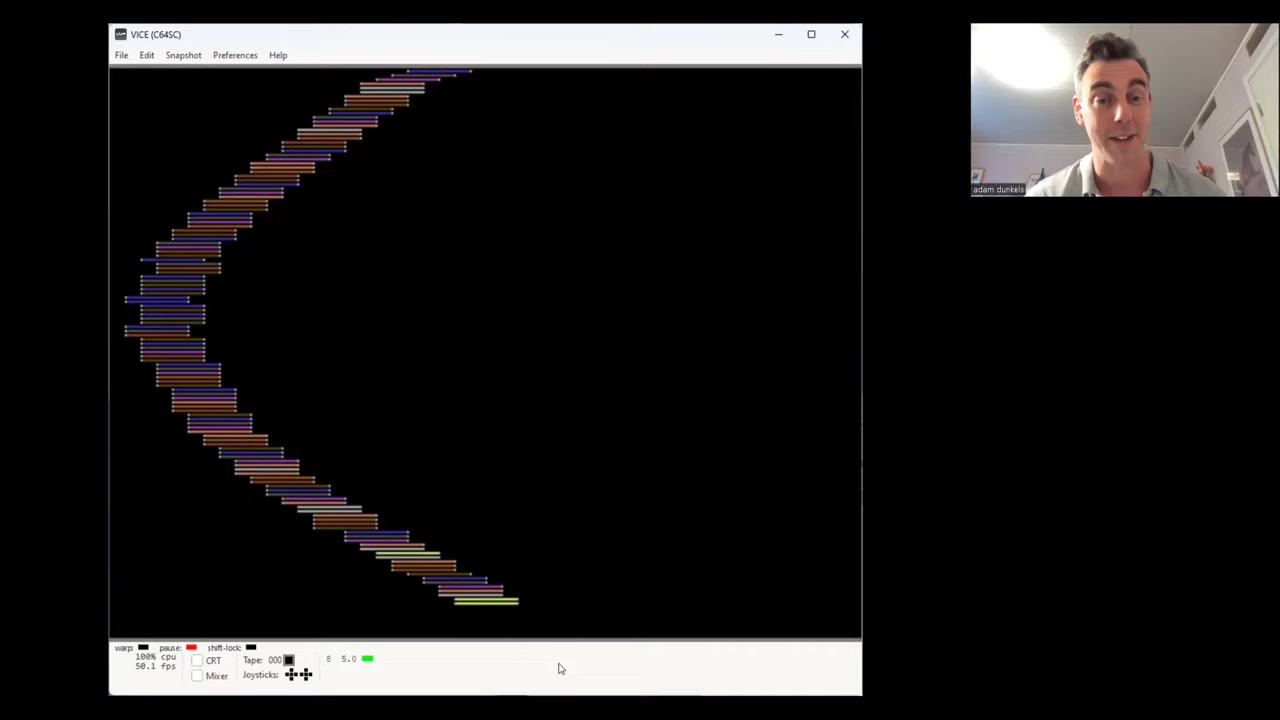 VICE (C64SC)
File Edit Snapshot Preferences Help
adam dunkels
warp: pause: shift-lock:
100% cpu
50.1 fps
CRT
Mixer
Tape: 000
Joysticks:
8 5.0